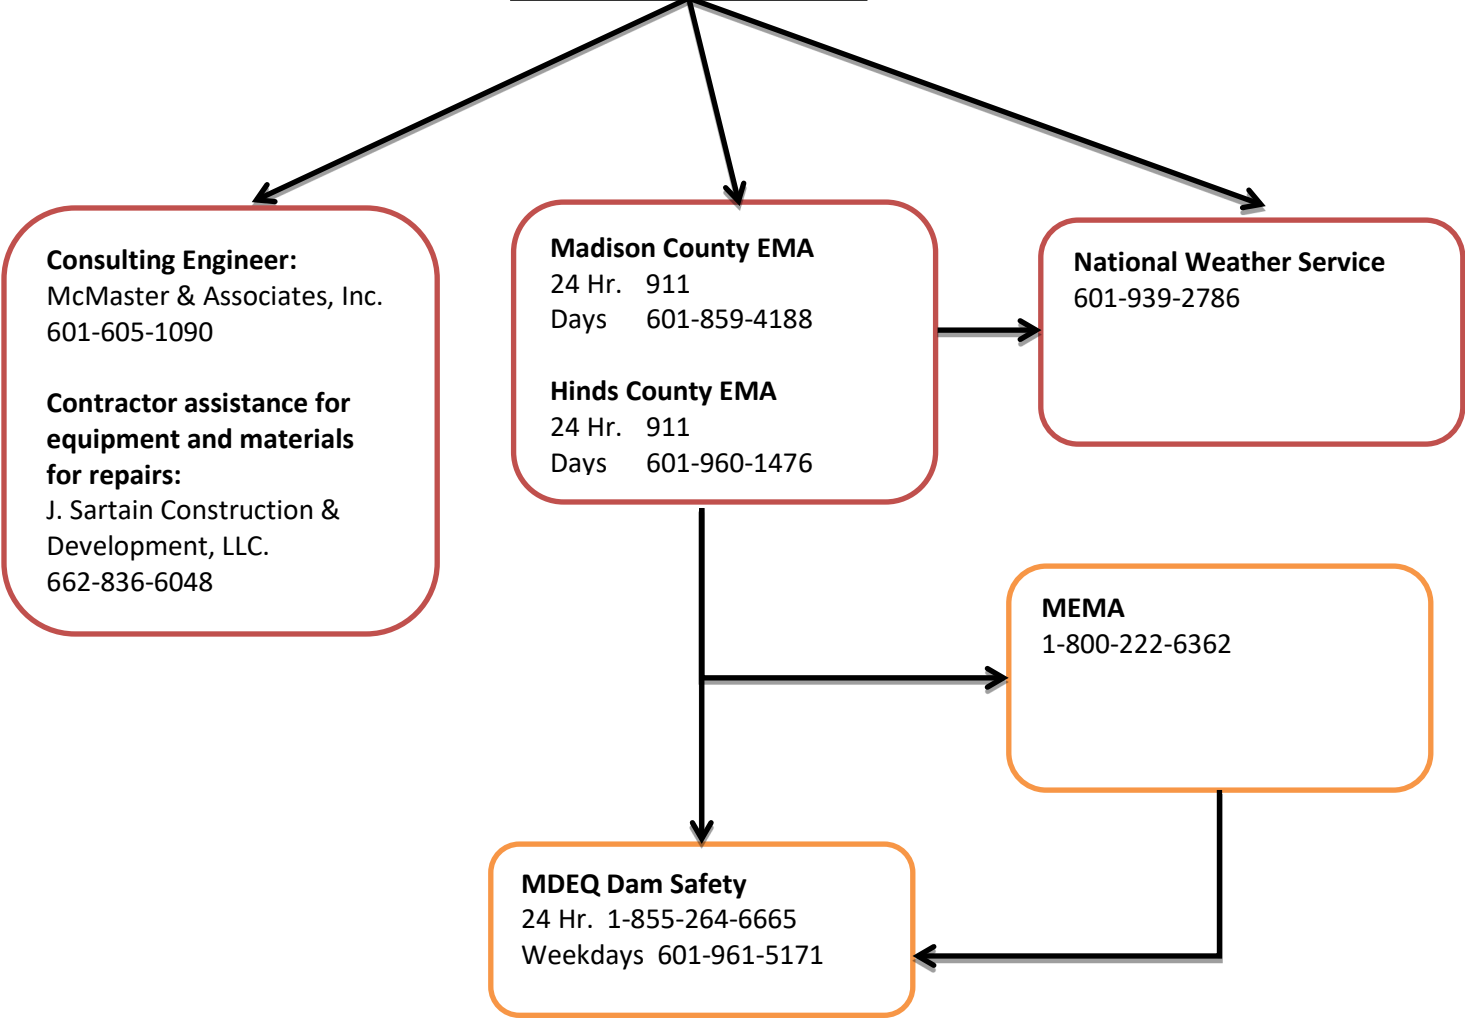 Consulting Engineer:
McMaster & Associates, Inc.
601-605-1090
Contractor assistance for
equipment and materials
for repairs:
J. Sartain Construction &
Development, LLC.
662-836-6048
Madison County EMA
24 Hr. 911
Days 601-859-4188
Hinds County EMA
24 Hr. 911
Days 601-960-1476
National Weather Service
601-939-2786
MEMA
1-800-222-6362
MDEQ Dam Safety
24 Hr. 1-855-264-6665
Weekdays 601-961-5171